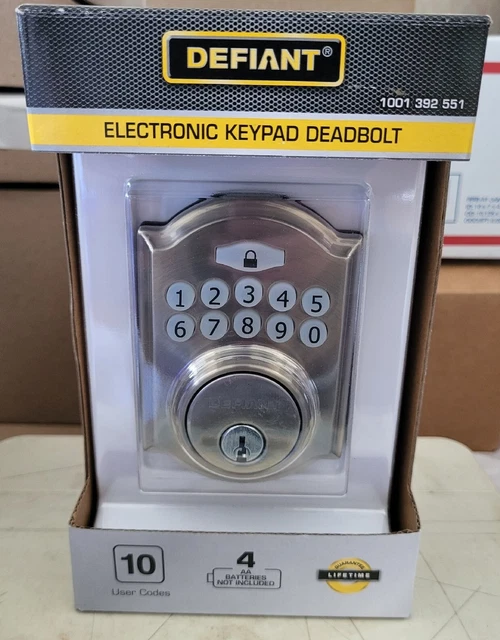 DEFIANT®
1001 392 551
ELECTRONIC KEYPAD DEADBOLT
1 2 3 4 5
6 7 8 9 0
DEFIANT
10
User Codes
4
AA
BATTERIES
NOT INCLUDED
GUARANTEE
LIFETIME